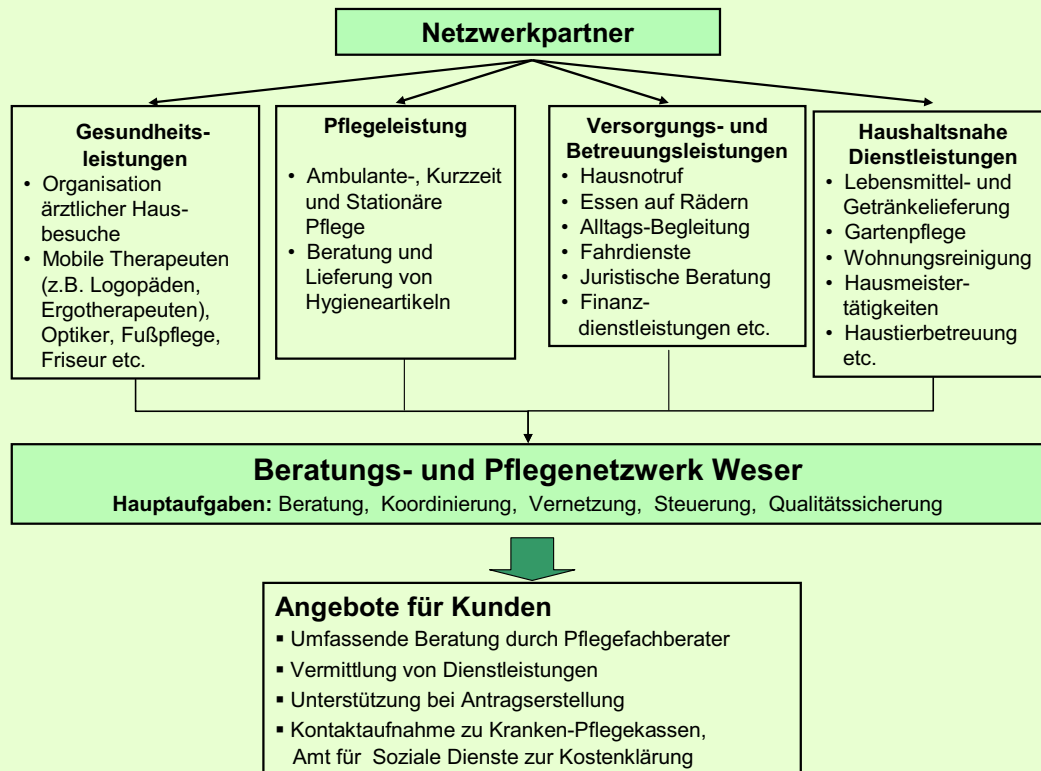 Netzwerkpartner
Gesundheits-
leistungen
• Organisation
ärztlicher Haus-
besuche
• Mobile Therapeuten
(z.B. Logopäden,
Ergotherapeuten),
Optiker, Fußpflege,
Friseur etc.
Pflegeleistung
• Ambulante-, Kurzzeit
und Stationäre
Pflege
• Beratung und
Lieferung von
Hygieneartikeln
Versorgungs- und
Betreuungsleistungen
• Hausnotruf
• Essen auf Rädern
• Alltags-Begleitung
• Fahrdienste
• Juristische Beratung
• Finanz-
dienstleistungen etc.
Haushaltsnahe
Dienstleistungen
• Lebensmittel- und
Getränkelieferung
• Gartenpflege
• Wohnungsreinigung
• Hausmeister-
tätigkeiten
• Haustierbetreuung
etc.
Beratungs- und Pflegenetzwerk Weser
Hauptaufgaben: Beratung, Koordinierung, Vernetzung, Steuerung, Qualitätssicherung
Angebote für Kunden
▪ Umfassende Beratung durch Pflegefachberater
▪ Vermittlung von Dienstleistungen
▪ Unterstützung bei Antragserstellung
▪ Kontaktaufnahme zu Kranken-Pflegekassen,
Amt für Soziale Dienste zur Kostenklärung